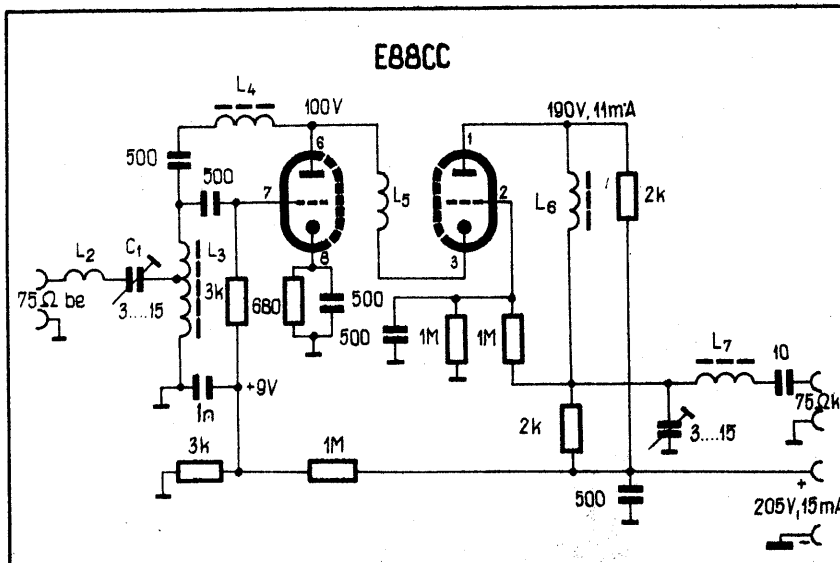 E88CC
L4
100V
190V, 11mA
6
1
500
500
7
2
L5
L6
2k
L2
C1
L3
8
3
75Ω be
3....15
3k
680
500
500
1M
1M
L7
10
1n
+9V
75Ωk
3....15
2k
3k
1M
500
+
205V, 15mA
-